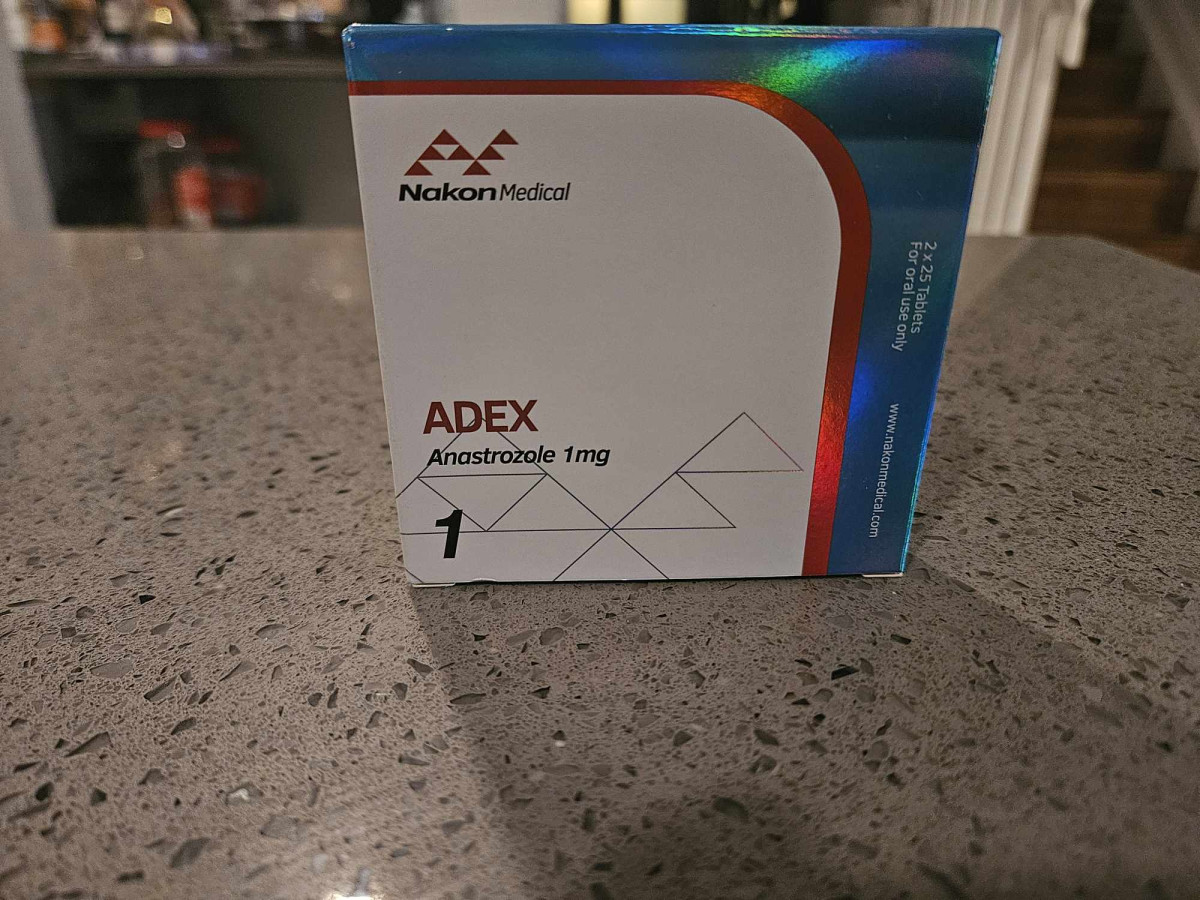 Nakon Medical
ADEX
Anastrozole 1mg
1
2 x 25 Tablets
For oral use only
www.nakonmedical.com